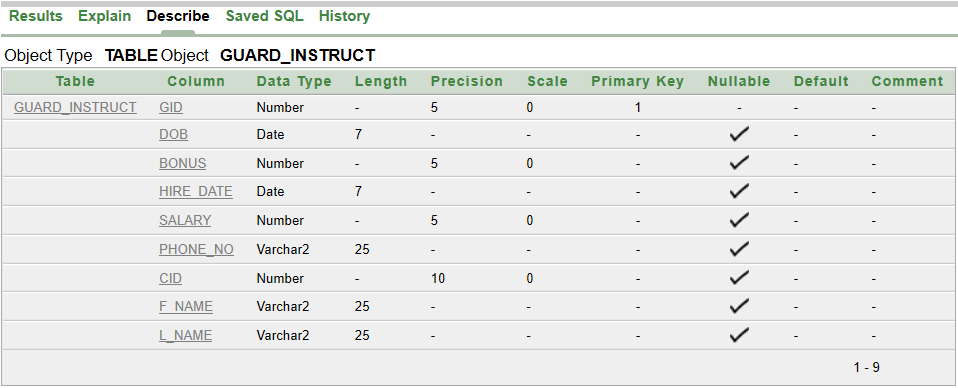 Results Explain Describe Saved SQL History
Object Type TABLE Object GUARD_INSTRUCT
Table Column Data Type Length Precision Scale Primary Key Nullable Default Comment
GUARD_INSTRUCT GID Number - 5 0 1 - - -
DOB Date 7 - - - ✓ - -
BONUS Number - 5 0 - ✓ - -
HIRE_DATE Date 7 - - - ✓ - -
SALARY Number - 5 0 - ✓ - -
PHONE_NO Varchar2 25 - - - ✓ - -
CID Number - 10 0 - ✓ - -
F_NAME Varchar2 25 - - - ✓ - -
L_NAME Varchar2 25 - - - ✓ - -
1 - 9